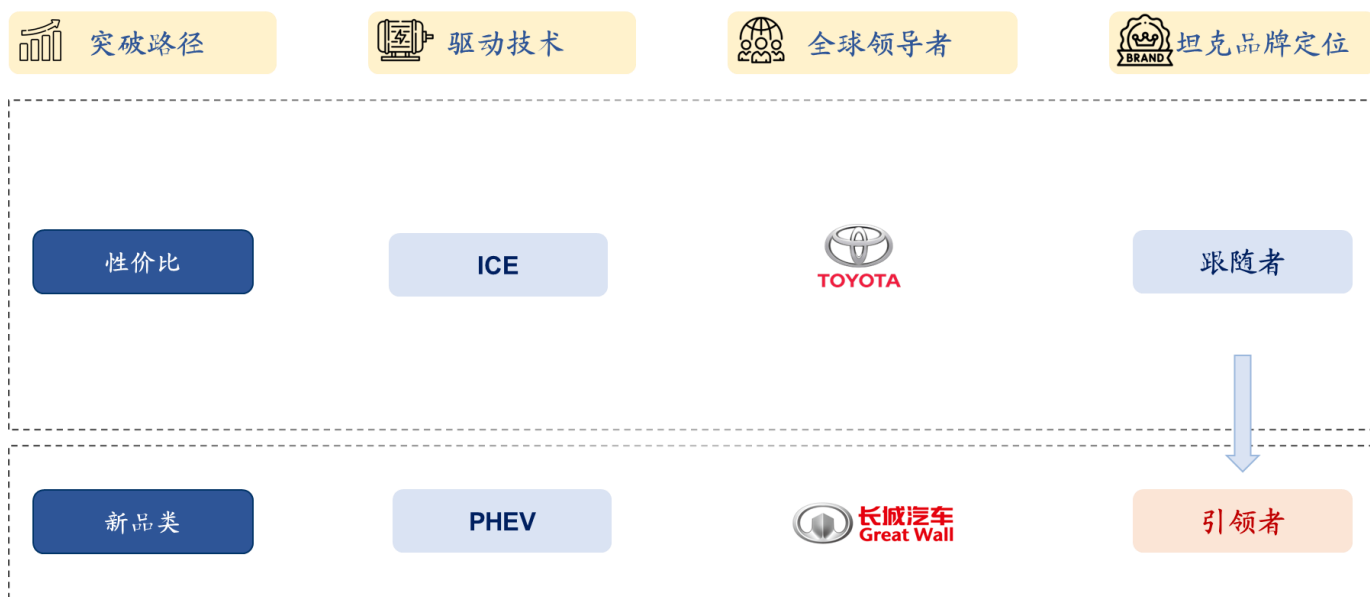 突破路径
驱动技术
全球领导者
BRAND
坦克品牌定位
性价比
ICE
TOYOTA
跟随者
新品类
PHEV
长城汽车
Great Wall
引领者